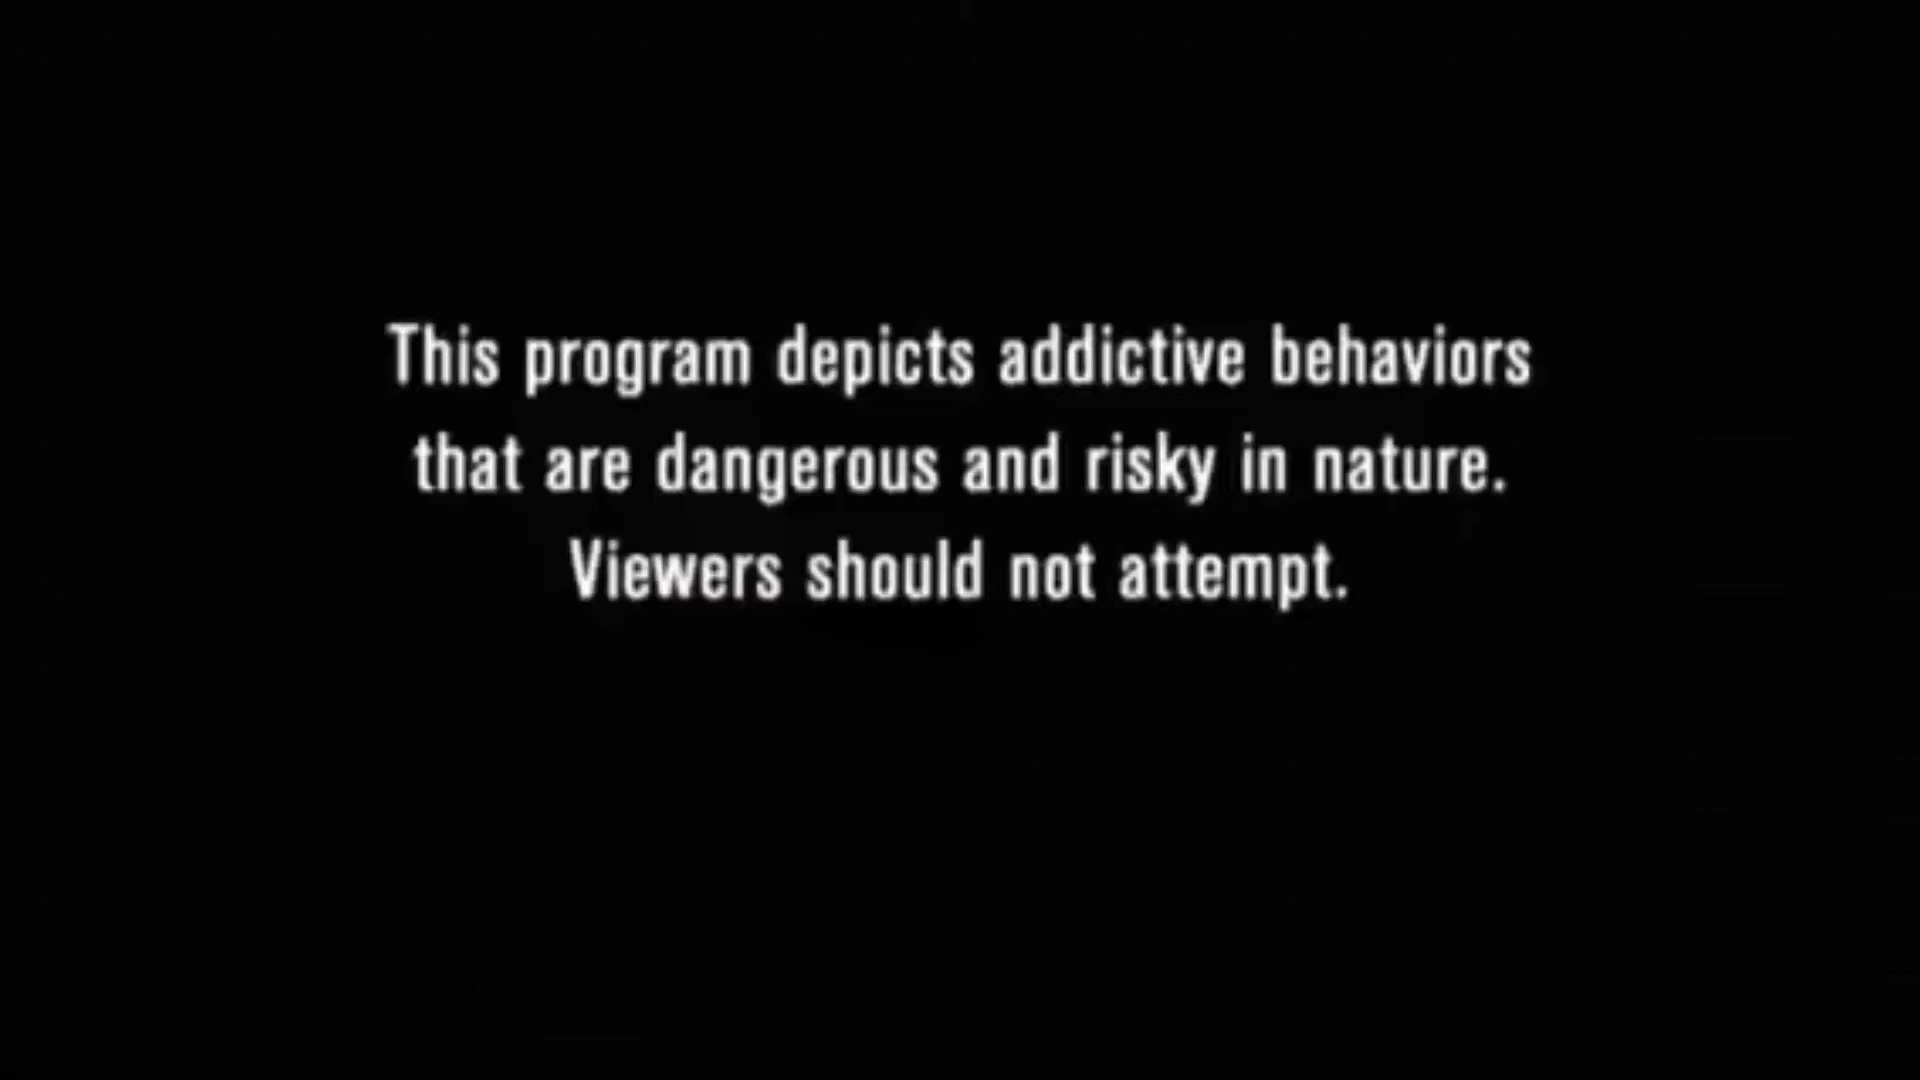 This program depicts addictive behaviors
that are dangerous and risky in nature.
Viewers should not attempt.